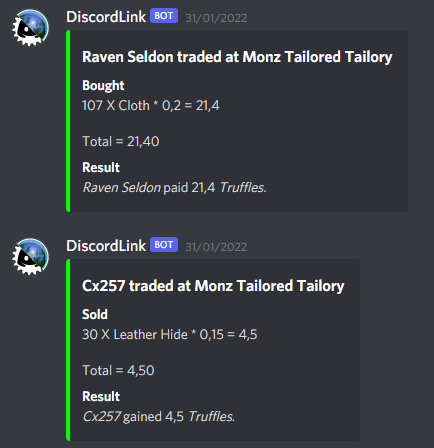 DiscordLink BOT 31/01/2022
Raven Seldon traded at Monz Tailored Tailory
Bought
107 X Cloth * 0,2 = 21,4
Total = 21,40
Result
Raven Seldon paid 21,4 Truffles.
DiscordLink BOT 31/01/2022
Cx257 traded at Monz Tailored Tailory
Sold
30 X Leather Hide * 0,15 = 4,5
Total = 4,50
Result
Cx257 gained 4,5 Truffles.